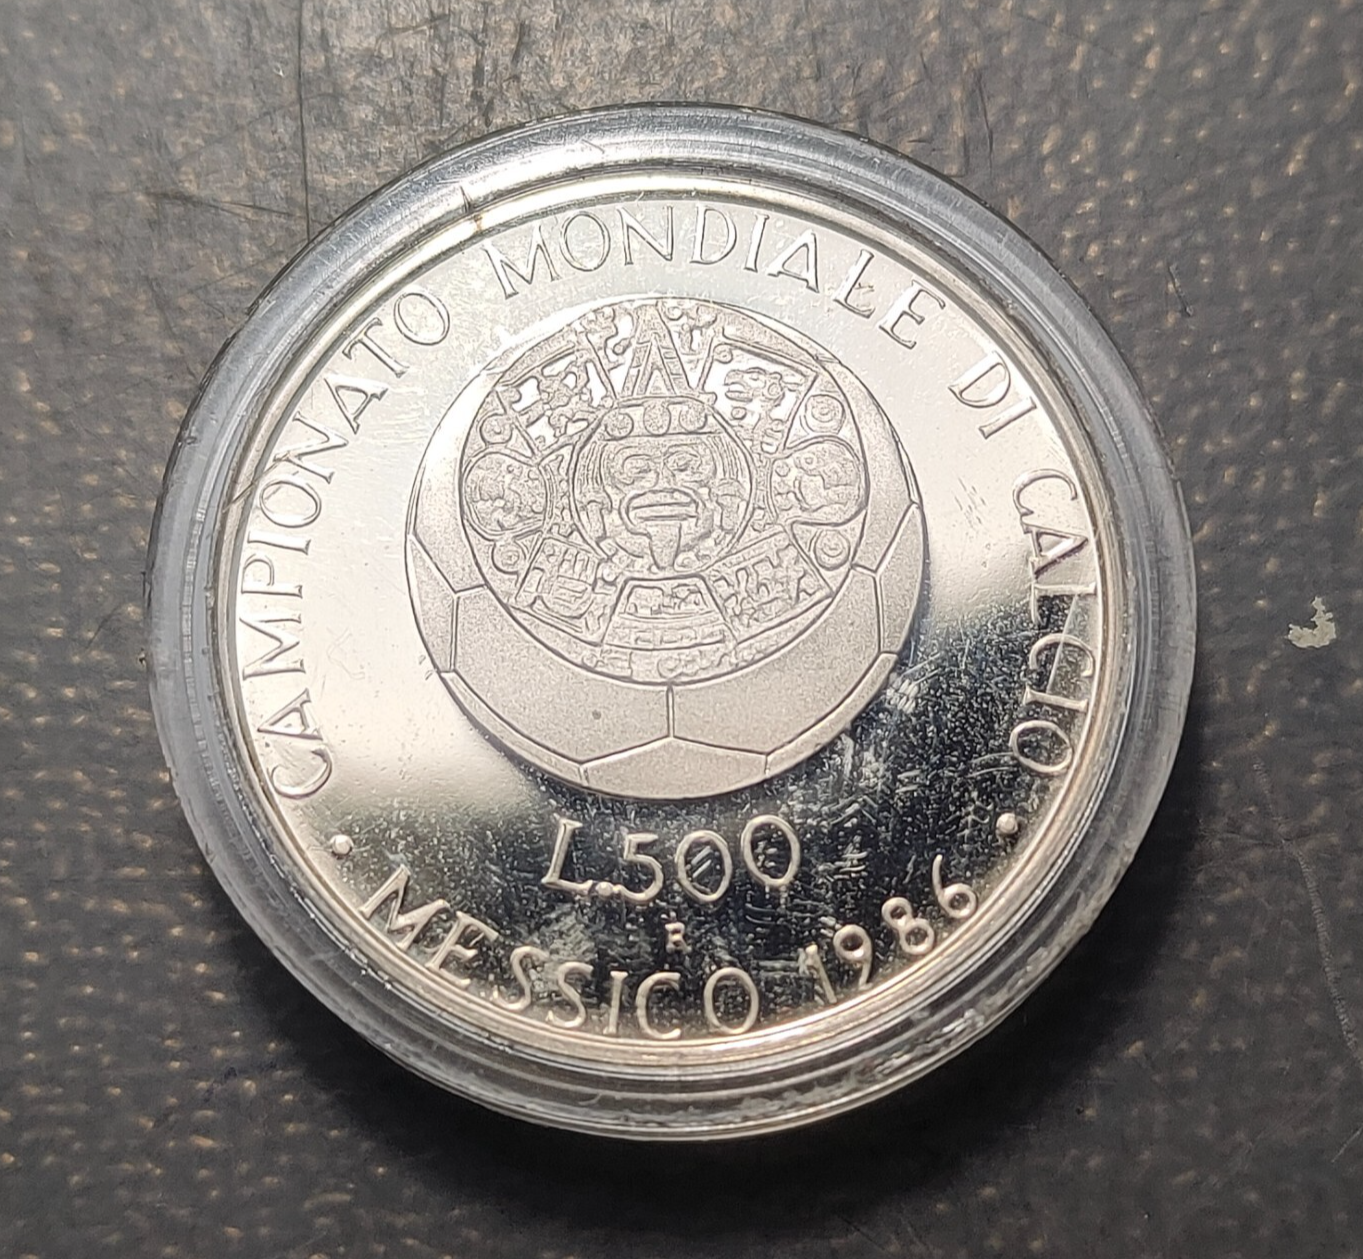 CAMPIONATO MONDIALE DI CALCIO
L.500
R
• MESSICO 1986 •